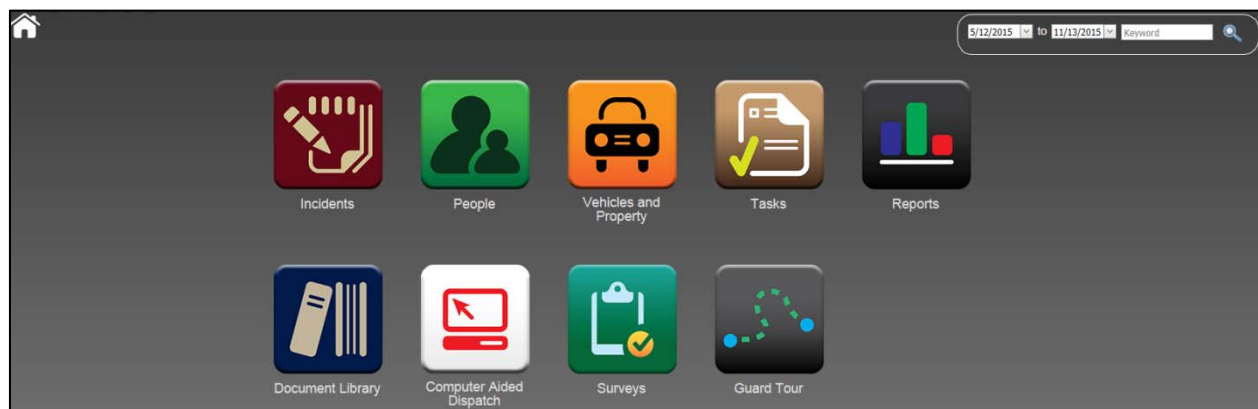 5/12/2015 to 11/13/2015 Keyword
Incidents
People
Vehicles and
Property
Tasks
Reports
Document Library
Computer Aided
Dispatch
Surveys
Guard Tour